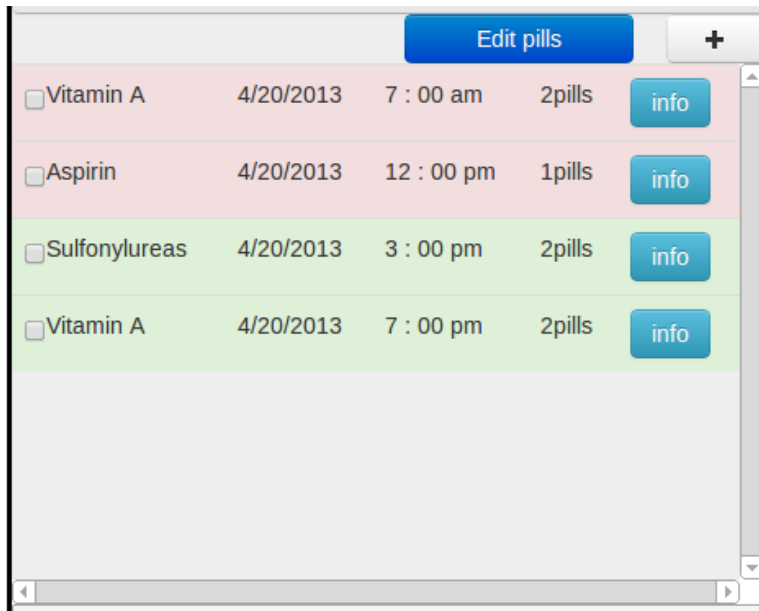 Edit pills +
Vitamin A 4/20/2013 7 : 00 am 2pills info
Aspirin 4/20/2013 12 : 00 pm 1pills info
Sulfonylureas 4/20/2013 3 : 00 pm 2pills info
Vitamin A 4/20/2013 7 : 00 pm 2pills info